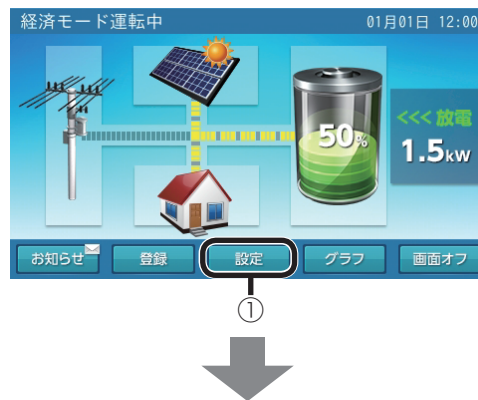 経済モード運転中 01月01日 12:00
<<< 放電
50%
1.5kW
お知らせ 登録 設定 グラフ 画面オフ
①